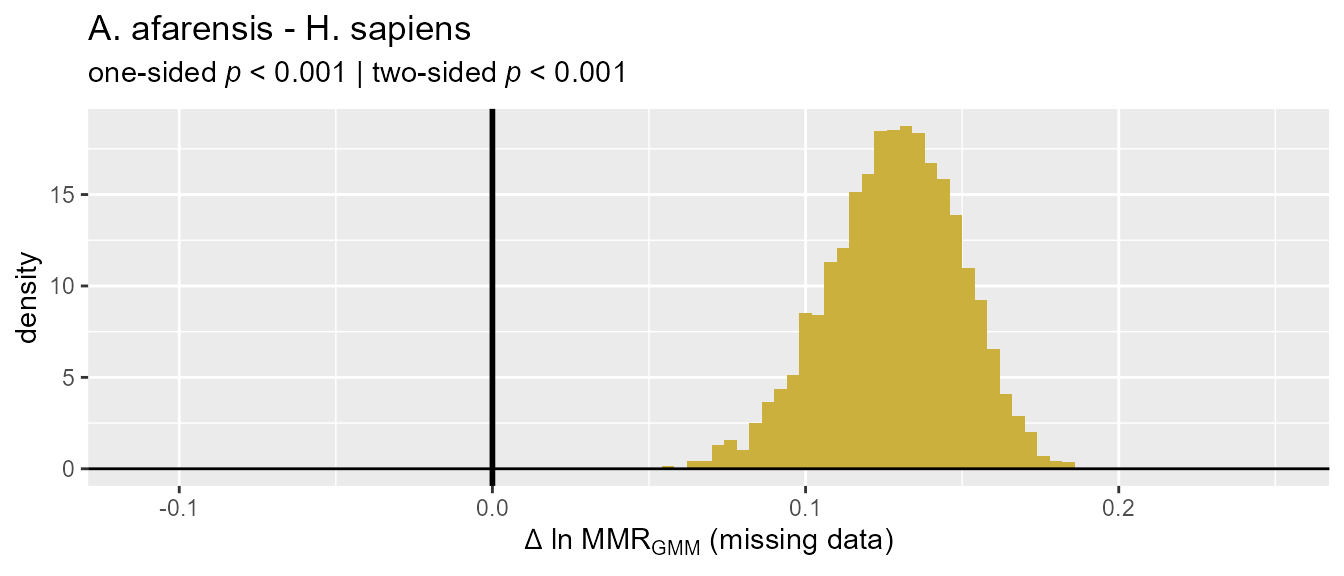 A. afarensis - H. sapiens
one-sided p < 0.001 | two-sided p < 0.001
density
15
10
5
0
-0.1 0.0 0.1 0.2
Δ ln MMRGMM (missing data)